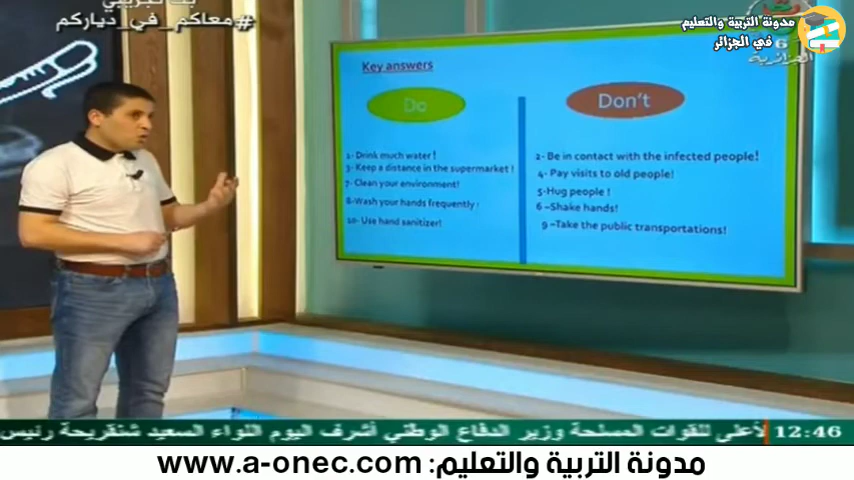 بث تجريبي
#معاكم_في_دياركم
مدونة التربية والتعليم
في الجزائر
6
الجزائرية
Key answers
Do
Don't
1- Drink much water !
3- Keep a distance in the supermarket !
7- Clean your environment!
8-Wash your hands frequently!
10- Use hand sanitizer!
2- Be in contact with the infected people!
4- Pay visits to old people!
5-Hug people !
6 –Shake hands!
9 –Take the public transportations!
لأعلى للقوات المسلحة وزير الدفاع الوطني أشرف اليوم اللواء السعيد شنقريحة رئيس
12:46
مدونة التربية والتعليم: www.a-onec.com